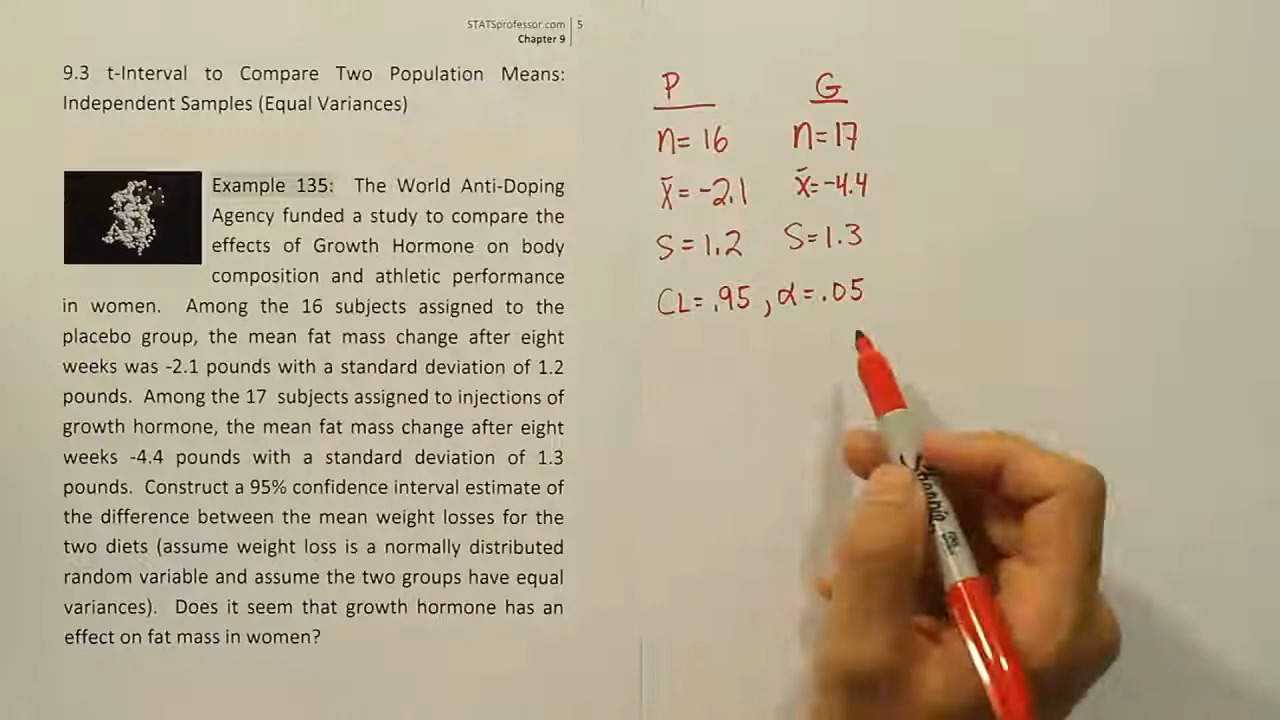 STATSprofessor.com 5
Chapter 9
9.3 t-Interval to Compare Two Population Means:
Independent Samples (Equal Variances)
Example 135: The World Anti-Doping
Agency funded a study to compare the
effects of Growth Hormone on body
composition and athletic performance
in women. Among the 16 subjects assigned to the
placebo group, the mean fat mass change after eight
weeks was -2.1 pounds with a standard deviation of 1.2
pounds. Among the 17 subjects assigned to injections of
growth hormone, the mean fat mass change after eight
weeks -4.4 pounds with a standard deviation of 1.3
pounds. Construct a 95% confidence interval estimate of
the difference between the mean weight losses for the
two diets (assume weight loss is a normally distributed
random variable and assume the two groups have equal
variances). Does it seem that growth hormone has an
effect on fat mass in women?
P G
n= 16 n=17
x̄=-2.1 x̄=-4.4
S=1.2 S=1.3
CL=.95, α=.05
Sharpie